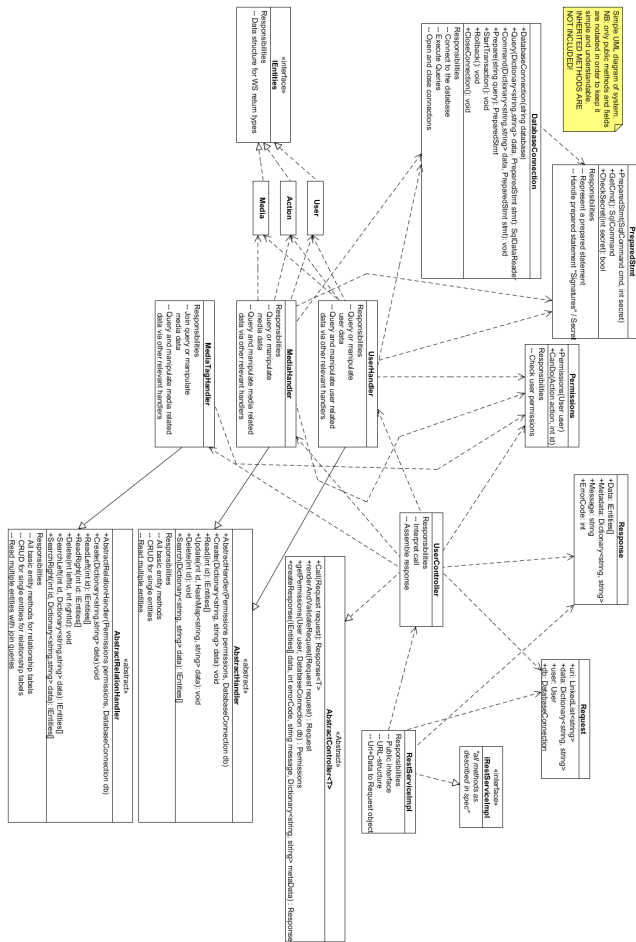 Simple UML diagram of system.
NB: only public methods and fields
are notated in order to keep it
simple and understandable.
INHERITED METHODS ARE
NOT INCLUDED!
PreparedStmt
+PreparedStmt(SqlCommand cmd, int secret)
+GetCmd(): SqlCommand
+CheckSecret(int secret): bool
Responsibilities
-- Represent a prepared statement
-- Handle prepared statement "Signatures" / Secret
Permissions
+Permissions(User user)
+CanDo(Action action, int id)
Responsibilities
-- Check user permissions
Response
+Data: IEntities[]
+Metadata: Dictionary<string, string>
+Message: string
+ErrorCode: int
Request
+uri: LinkedList<string>
+data: Dictionary<string, string>
+user: User
+db: DatabaseConnection
«interface»
iRestServiceImpl
"all methods as
described in spec"
DatabaseConnection
+DatabaseConnection(string database)
+Query(Dictionary<string,string> data, PreparedStmt stmt): SqlDataReader
+Command(Dictionary<string,string> data, PreparedStmt stmt): void
+Prepare(string query): PreparedStmt
+StartTransaction(): void
+Rollback(): void
+CloseConnection(): void
Responsibilities
-- Connect to the database
-- Execute Queries
-- Open and close connections
UserController
Responsibilities
-- Interpret call
-- Assemble response
RestServiceImpl
Responsibilities
-- Public interface
-- URL-structure
-- Uri-Data to Request object
«interface»
IEntities
Responsibilities
-- Data structure for WS return types
User
Action
Media
UserHandler
Responsibilities
-- Query or manipulate
user data
-- Query and manipulate user related
data via other relevant handlers
MediaHandler
Responsibilities
-- Query or manipulate
media data
-- Query and manipulate media related
data via other relevant handlers
MediaTagHandler
Responsibilities
-- Join query or manipulate
media data
-- Query and manipulate media related
data via other relevant handlers
«Abstract»
AbstractController<T>
+Call(Request request): Response<T
+renderAndValidateRequest(Request request) : Request
+getPermissions(User user, DatabaseConnection db) : Permissions
+createResponse(IEntities[] data, int errorCode, string message, Dictionary<string, string> metaData) : Response
«abstract»
AbstractHandler
+AbstractHandler(Permissions permissions, DatabaseConnection db)
+Create(Dictionary<string, string> data): void
+Read(int id): IEntities[]
+Update(int id, HashMap<string, string> data): void
+Delete(int id): void
+Search(Dictionary<string, string> data): IEntities[]
Responsibilities
-- All basic entity methods
-- CRUD for single entities
-- Read multiple entities
«abstract»
AbstractRelationHandler
+AbstractRelationHandler(Permissions permissions, DatabaseConnection db)
+Create(Dictionary<string,string> data):void
+ReadLeft(int id): IEntities[]
+ReadRight(int id): IEntities[]
+Delete(int leftId, int rightId): void
+SearchLeft(int id, Dictionary<string,string> data): IEntities[]
+SearchRight(int id, Dictionary<string,string> data): IEntities[]
Responsibilities
-- All basic entity methods for relationship tabels
-- CRUD for single entities for relationship tabels
-- Read multiple entities with join queries